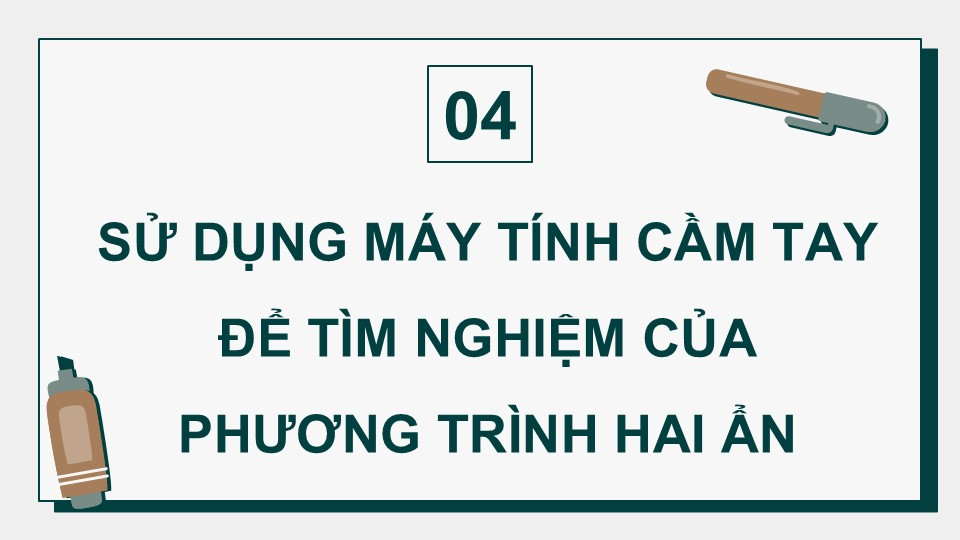 04
SỬ DỤNG MÁY TÍNH CẦM TAY
ĐỂ TÌM NGHIỆM CỦA
PHƯƠNG TRÌNH HAI ẨN